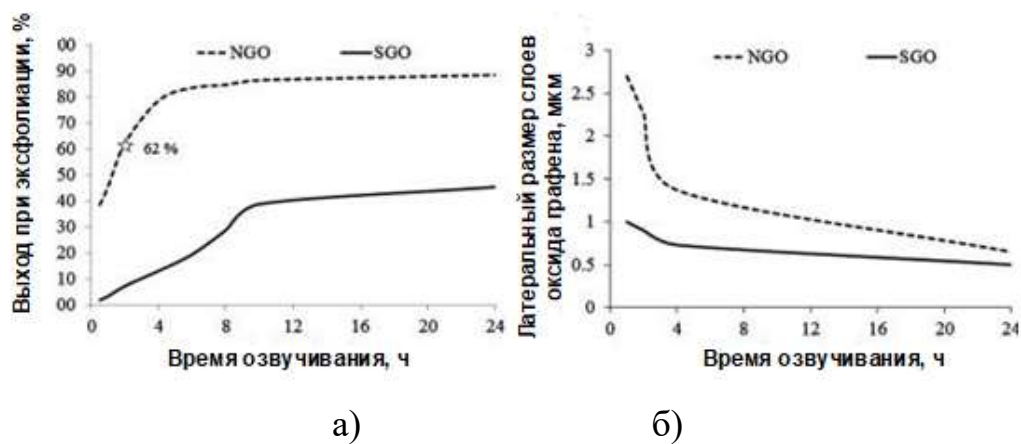 Выход при эксфолиации, %
00
90
80
70
60
50
40
30
20
10
00
NGO SGO
62 %
0 4 8 12 16 20 24
Время озвучивания, ч
а)
Латеральный размер слоев
оксида графена, мкм
3
2.5
2
1.5
1
0.5
0
NGO SGO
0 4 8 12 16 20 24
Время озвучивания, ч
б)